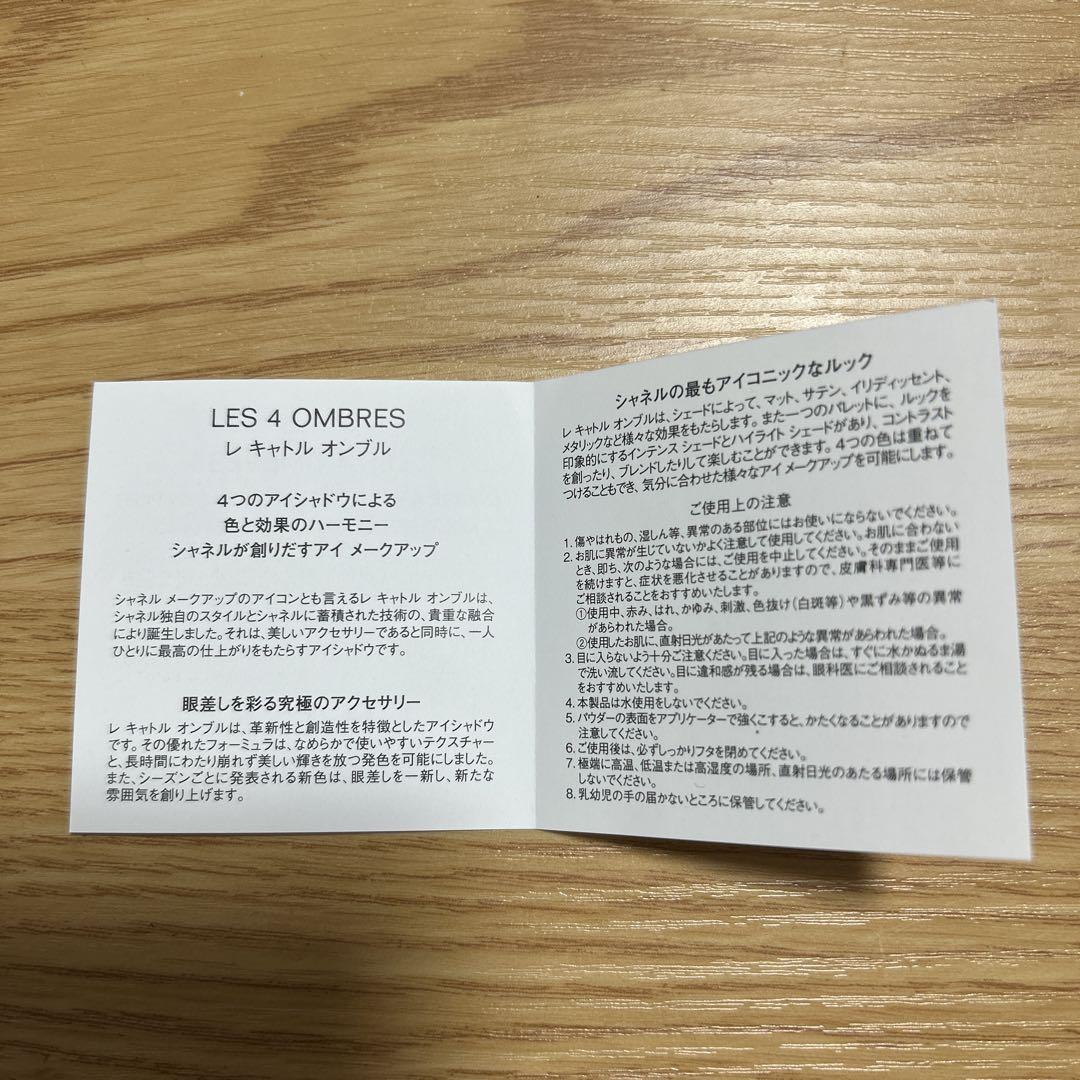 LES 4 OMBRES
レ キャトル オンブル
4つのアイシャドウによる
色と効果のハーモニー
シャネルが創りだすアイ メークアップ
シャネル メークアップのアイコンとも言えるレ キャトル オンブルは、
シャネル独自のスタイルとシャネルに蓄積された技術の、貴重な融合
により誕生しました。それは、美しいアクセサリーであると同時に、一人
ひとりに最高の仕上がりをもたらすアイシャドウです。
眼差しを彩る究極のアクセサリー
レ キャトル オンブルは、革新性と創造性を特徴としたアイシャドウ
です。その優れたフォーミュラは、なめらかで使いやすいテクスチャー
と、長時間にわたり崩れず美しい輝きを放つ発色を可能にしました。
また、シーズンごとに発表される新色は、眼差しを一新し、新たな
雰囲気を創り上げます。
シャネルの最もアイコニックなルック
レ キャトル オンブルは、シェードによって、マット、サテン、イリディッセント、
メタリックなど様々な効果をもたらします。また一つのパレットに、ルックを
印象的にするインテンス シェードとハイライト シェードがあり、コントラスト
を創ったり、ブレンドしたりして楽しむことができます。4つの色は重ねて
つけることもでき、気分に合わせた様々なアイ メークアップを可能にします。
ご使用上の注意
1. 傷やはれもの、湿しん等、異常のある部位にはお使いにならないでください。
2. お肌に異常が生じていないかよく注意して使用してください。お肌に合わない
とき、即ち、次のような場合には、ご使用を中止してください。そのままご使用
を続けますと、症状を悪化させることがありますので、皮膚科専門医等に
ご相談されることをおすすめいたします。
①使用中、赤み、はれ、かゆみ、刺激、色抜け(白斑等)や黒ずみ等の異常
があらわれた場合。
②使用したお肌に、直射日光があたって上記のような異常があらわれた場合。
3. 目に入らないよう十分ご注意ください。目に入った場合は、すぐに水かぬるま湯
で洗い流してください。目に違和感が残る場合は、眼科医にご相談されること
をおすすめいたします。
4. 本製品は水使用をしないでください。
5. パウダーの表面をアプリケーターで強くこすると、かたくなることがありますので
注意してください。
6. ご使用後は、必ずしっかりフタを閉めてください。
7. 極端に高温、低温または高湿度の場所、直射日光のあたる場所には保管
しないでください。
8. 乳幼児の手の届かないところに保管してください。